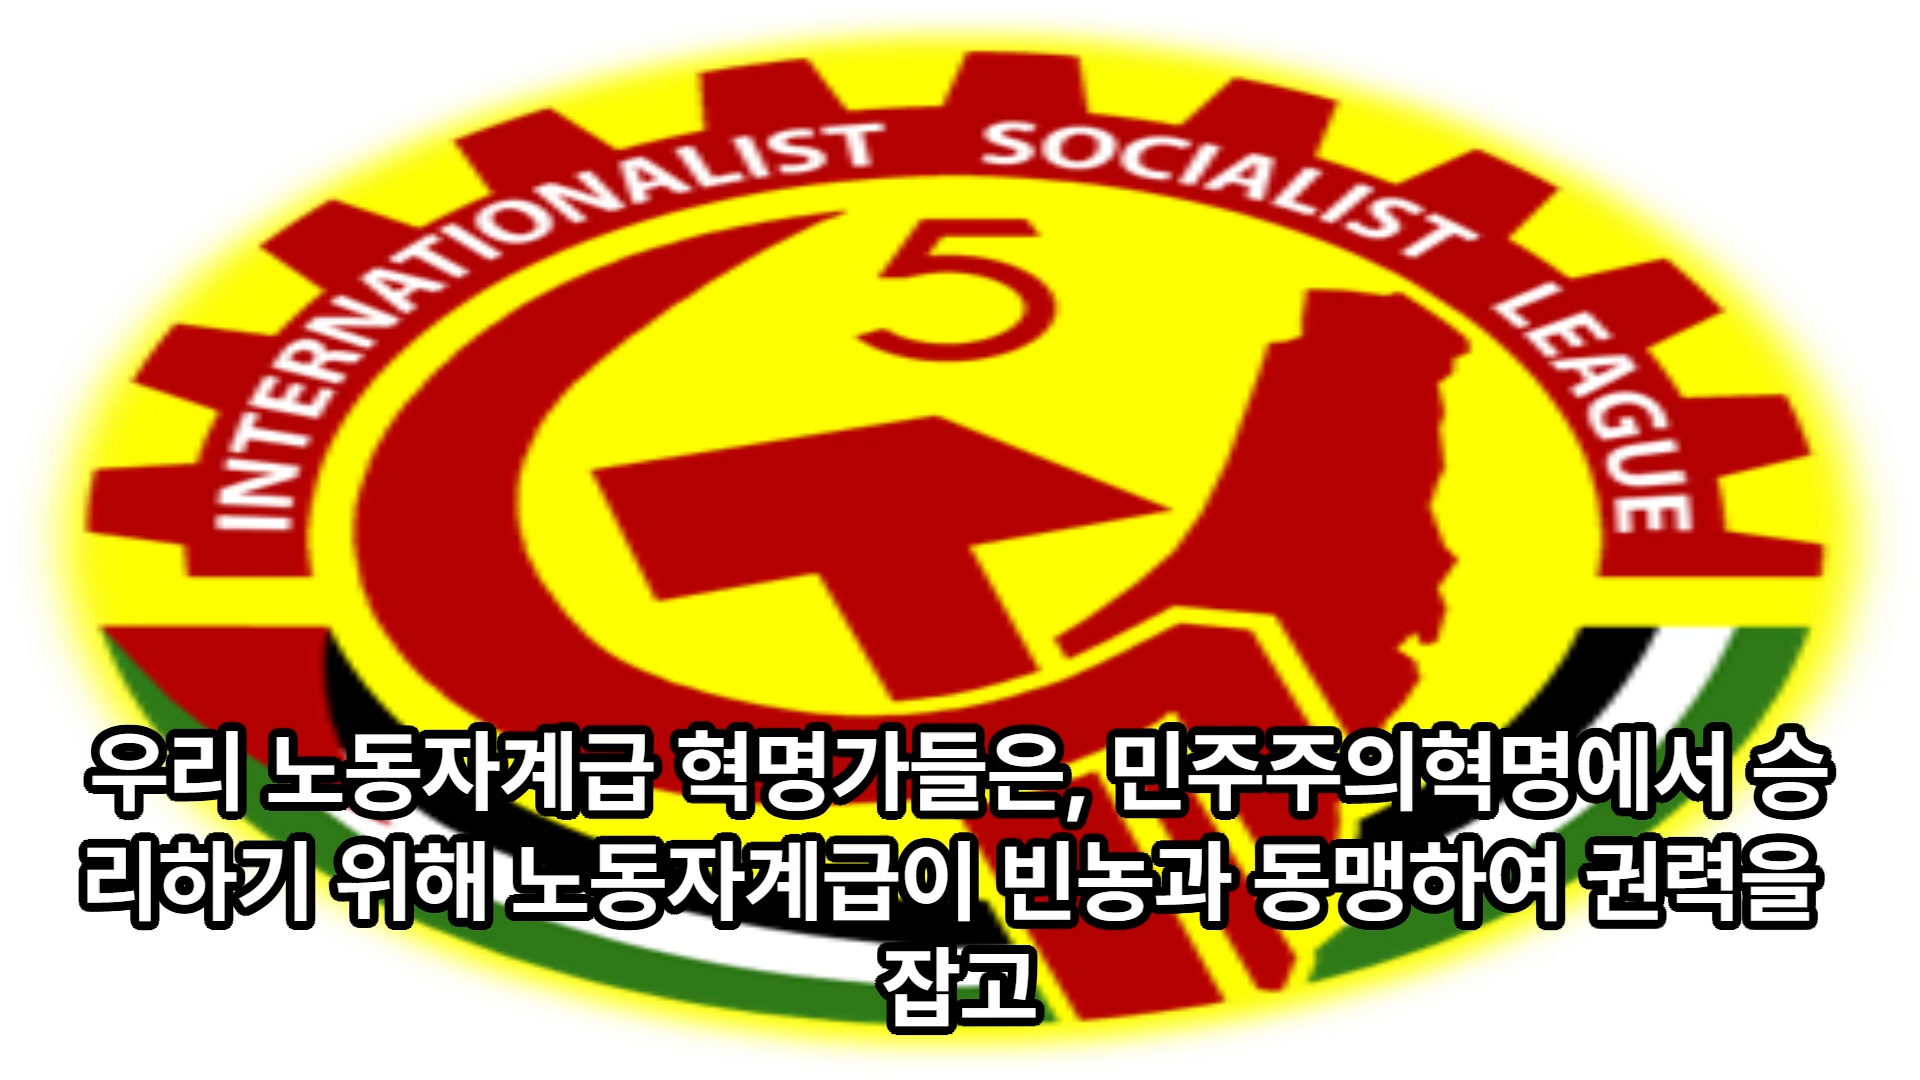 INTERNATIONALIST SOCIALIST LEAGUE
5
우리 노동자계급 혁명가들은, 민주주의혁명에서 승
리하기 위해 노동자계급이 빈농과 동맹하여 권력을
잡고